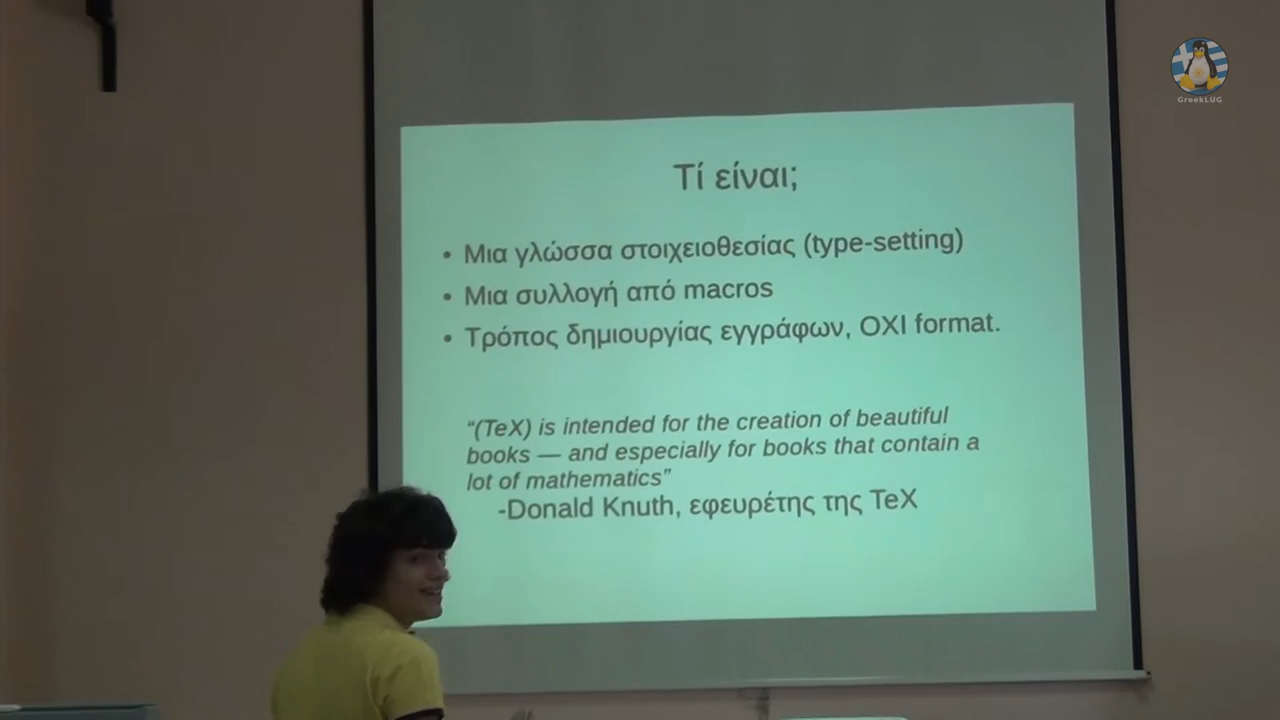 GreekLUG
Τί είναι;
• Μια γλώσσα στοιχειοθεσίας (type-setting)
• Μια συλλογή από macros
• Τρόπος δημιουργίας εγγράφων, ΟΧΙ format.
“(TeX) is intended for the creation of beautiful
books — and especially for books that contain a
lot of mathematics”
-Donald Knuth, εφευρέτης της TeX